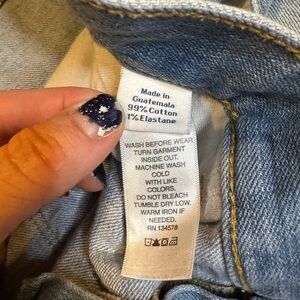 Made in
Guatemala
99% Cotton
1% Elastane
WASH BEFORE WEAR
TURN GARMENT
INSIDE OUT.
MACHINE WASH
COLD
WITH LIKE
COLORS.
DO NOT BLEACH
TUMBLE DRY LOW.
WARM IRON IF
NEEDED.
RN 134578